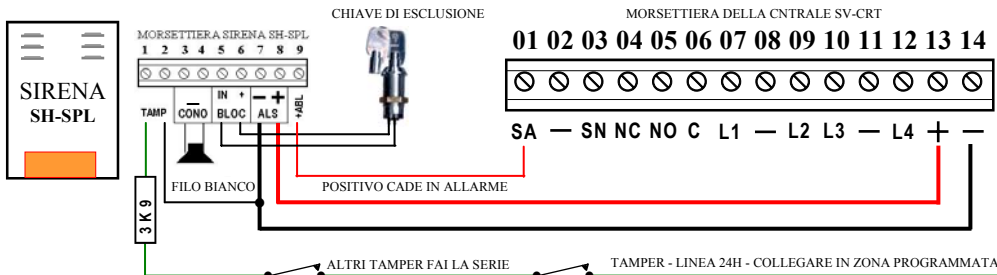 CHIAVE DI ESCLUSIONE
MORSETTIERA DELLA CNTRALE SV-CRT
MORSETTIERA SIRENA SH-SPL
1 2 3 4 5 6 7 8 9
01 02 03 04 05 06 07 08 09 10 11 12 13 14
SIRENA
SH-SPL
IN + − +
TAMP CONO BLOC ALS +ABL
SA — SN NC NO C L1 — L2 L3 — L4 + —
FILO BIANCO
POSITIVO CADE IN ALLARME
3 K 9
ALTRI TAMPER FAI LA SERIE
TAMPER - LINEA 24H - COLLEGARE IN ZONA PROGRAMMATA